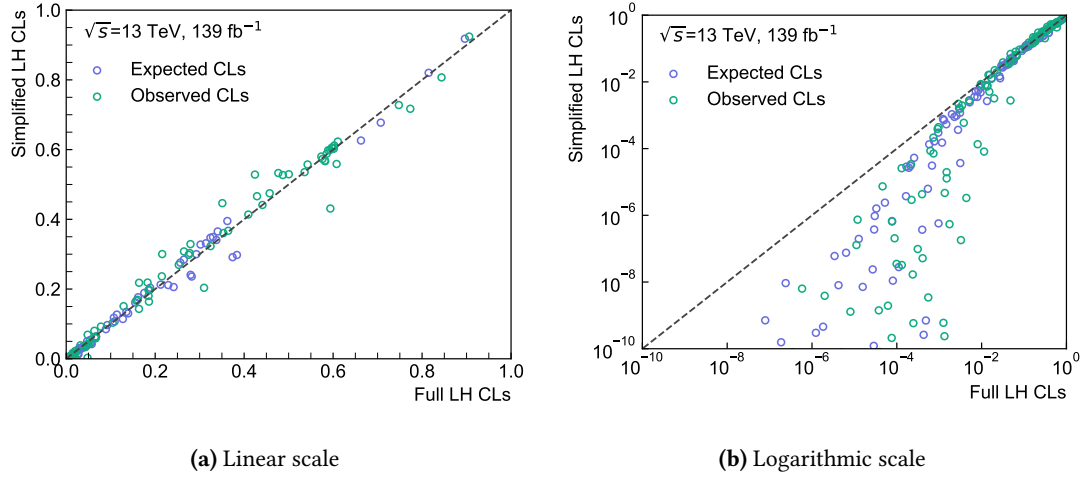 Simplified LH CLs
1.0
0.8
0.6
0.4
0.2
0.0
√s=13 TeV, 139 fb⁻¹
Expected CLs
Observed CLs
0.0 0.2 0.4 0.6 0.8 1.0
Full LH CLs
(a) Linear scale
Simplified LH CLs
10⁰
10⁻²
10⁻⁴
10⁻⁶
10⁻⁸
10⁻¹⁰
√s=13 TeV, 139 fb⁻¹
Expected CLs
Observed CLs
10⁻¹⁰ 10⁻⁸ 10⁻⁶ 10⁻⁴ 10⁻² 10⁰
Full LH CLs
(b) Logarithmic scale